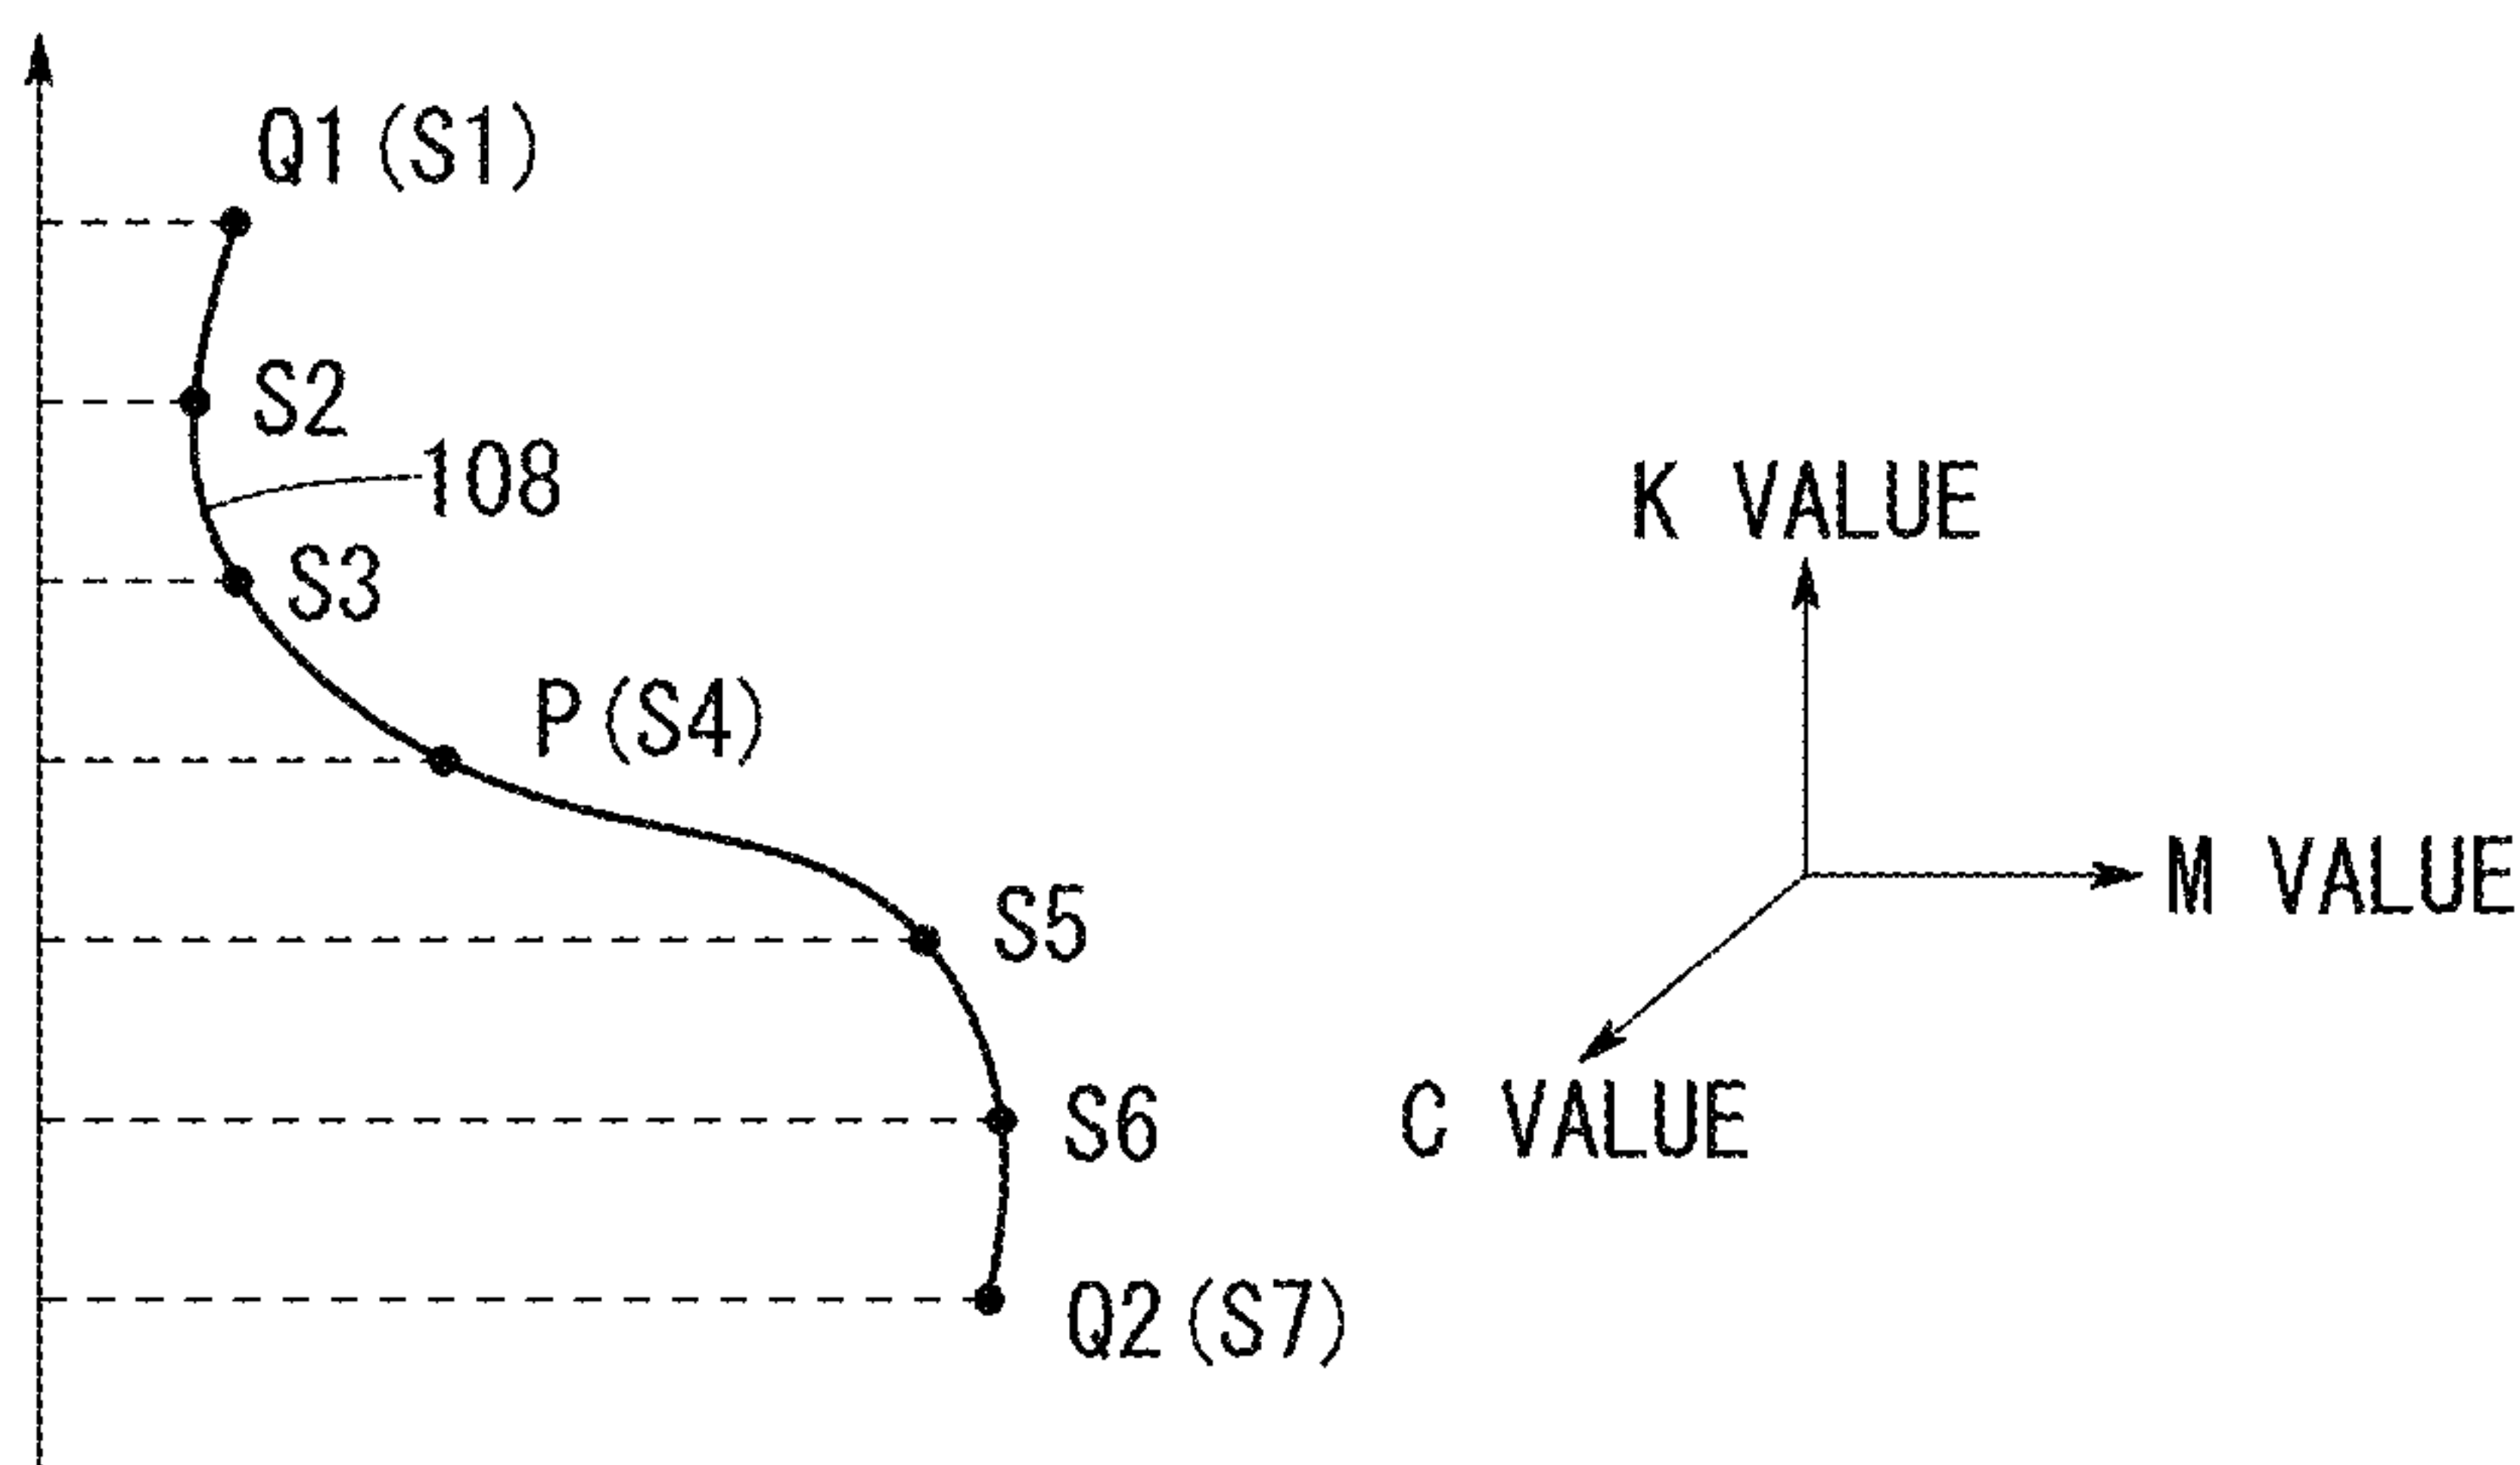 Q1(S1)
S2
108
S3
P(S4)
S5
S6
Q2(S7)
K VALUE
M VALUE
C VALUE